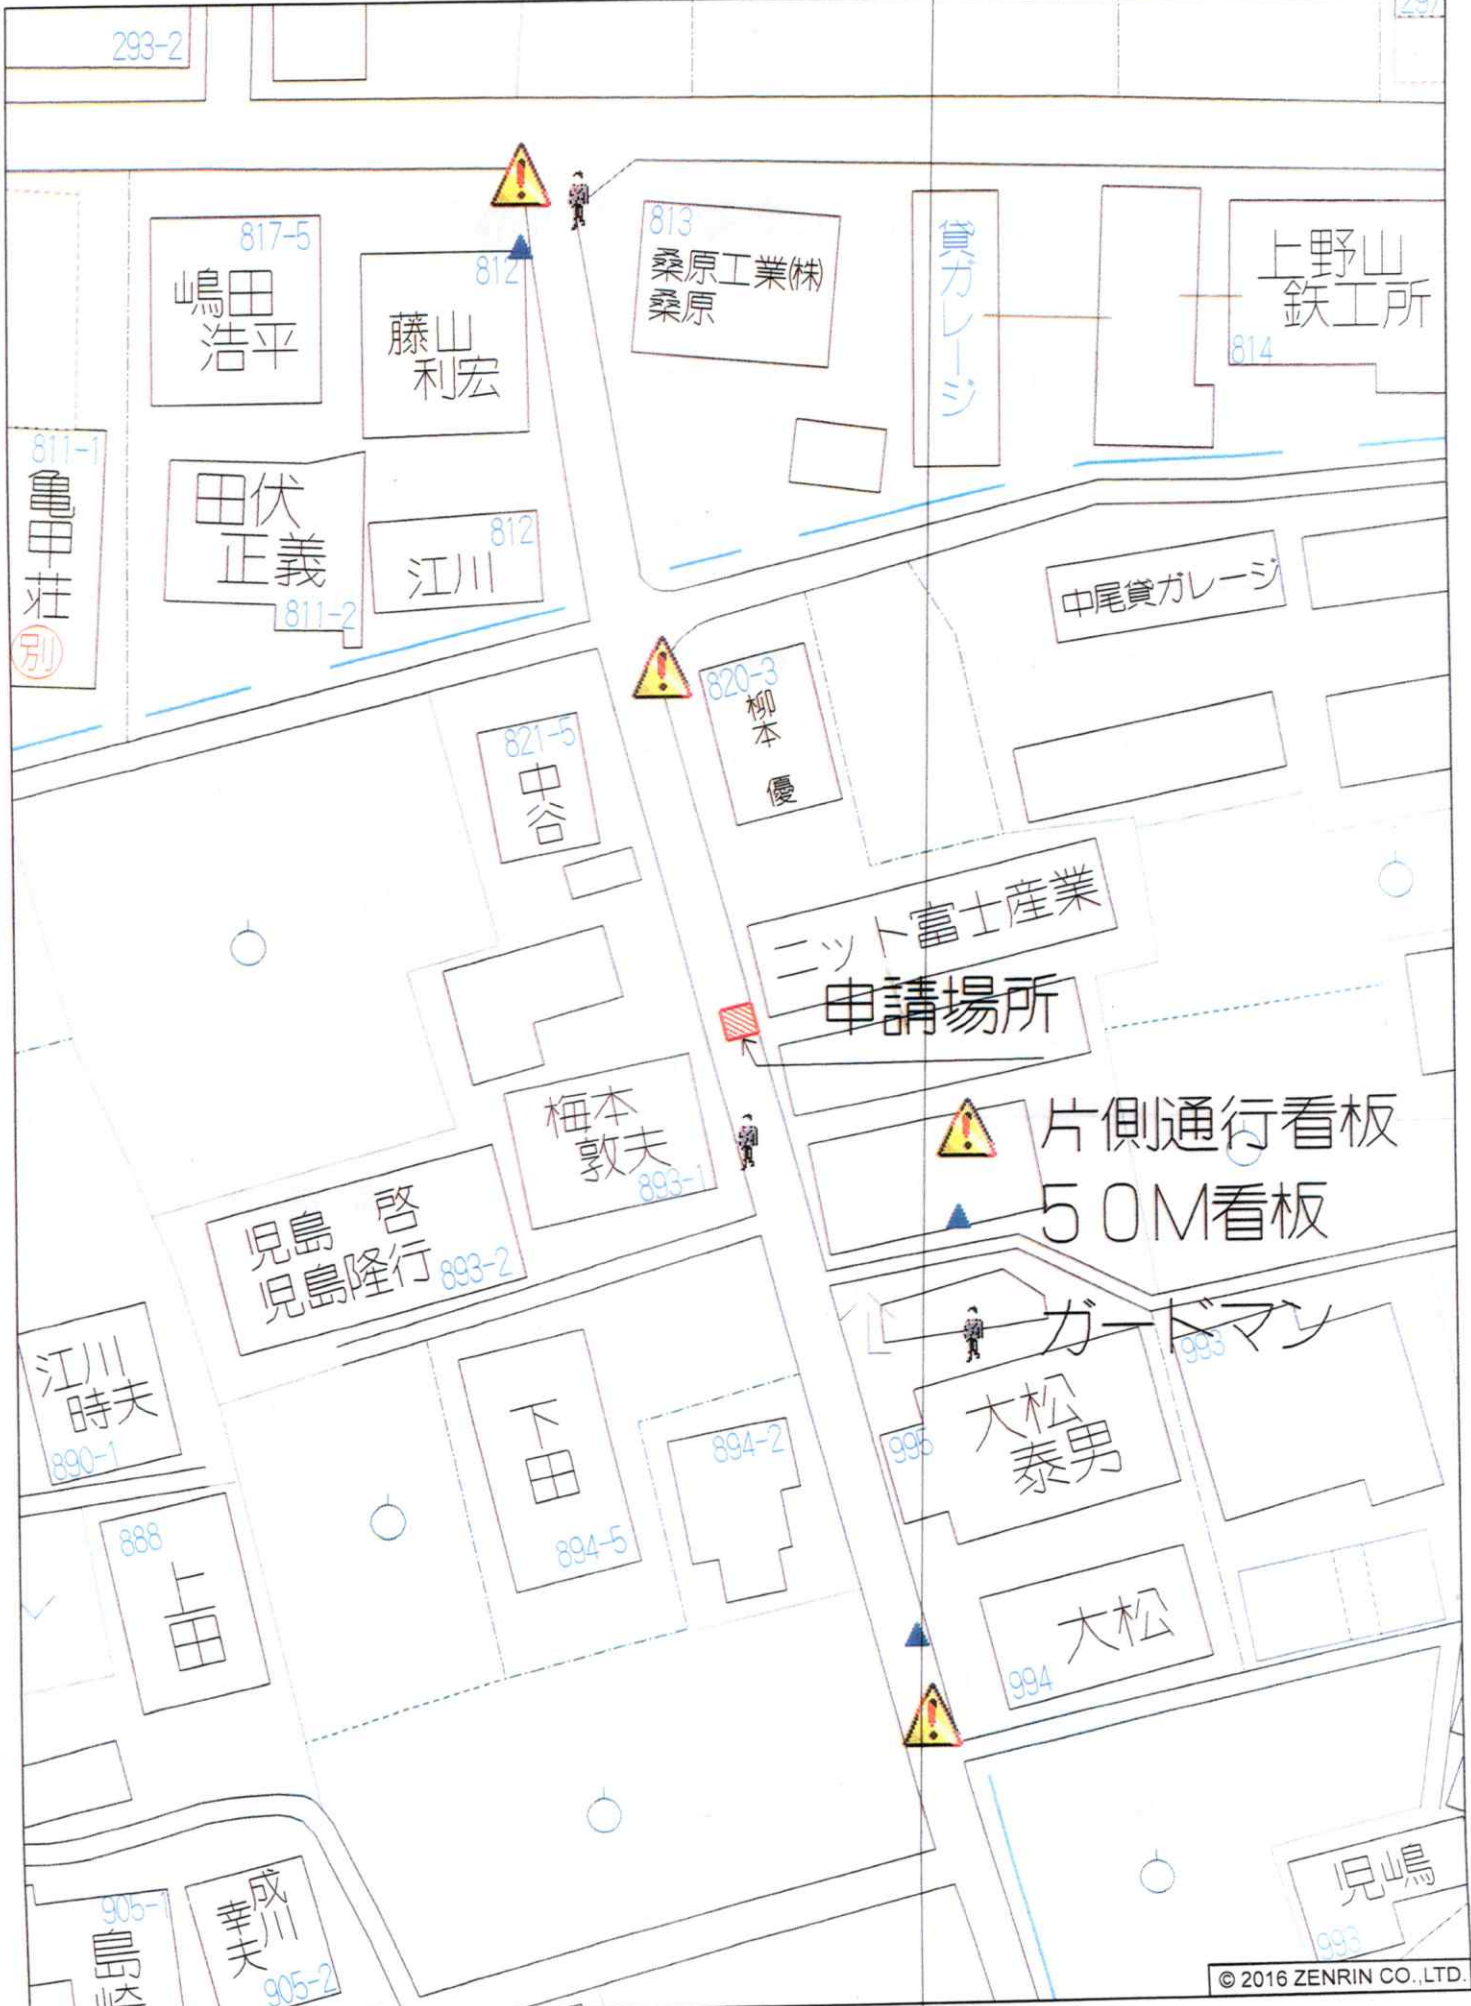 293-2
297
817-5
嶋田
浩平
812
藤山
利宏
813
桑原工業㈱
桑原
貸ガレージ
上野山
鉄工所
814
811-1
亀甲荘
別
田伏
正義
811-2
812
江川
中尾貸ガレージ
820-3
柳本 優
821-5
中谷
ニット富士産業
申請場所
梅本
敦夫
893-1
片側通行看板
50M看板
ガードマン
児島 啓
児島隆行
893-2
江川
時夫
890-1
下田
894-5
894-2
995
大松
泰男
993
888
上田
大松
994
905-1
島崎
成川
幸夫
905-2
児嶋
993
© 2016 ZENRIN CO.,LTD.